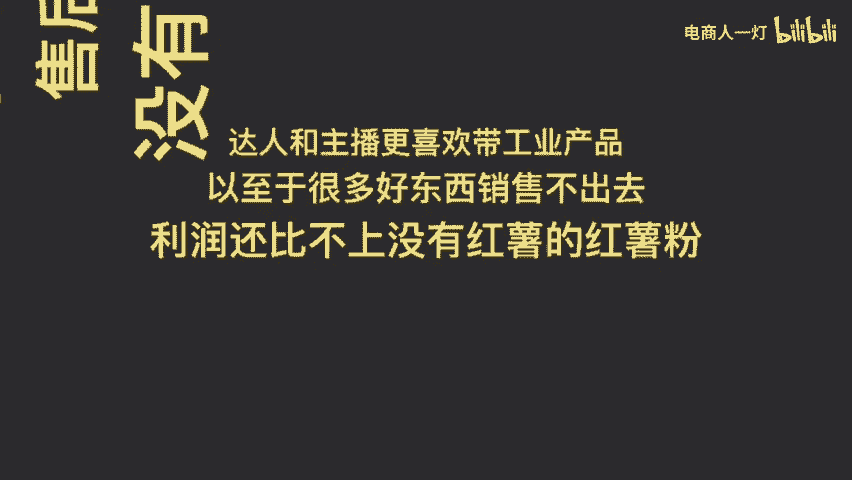 电商人一灯 bilibili
没有
售后
达人和主播更喜欢带工业产品
以至于很多好东西销售不出去
利润还比不上没有红薯的红薯粉